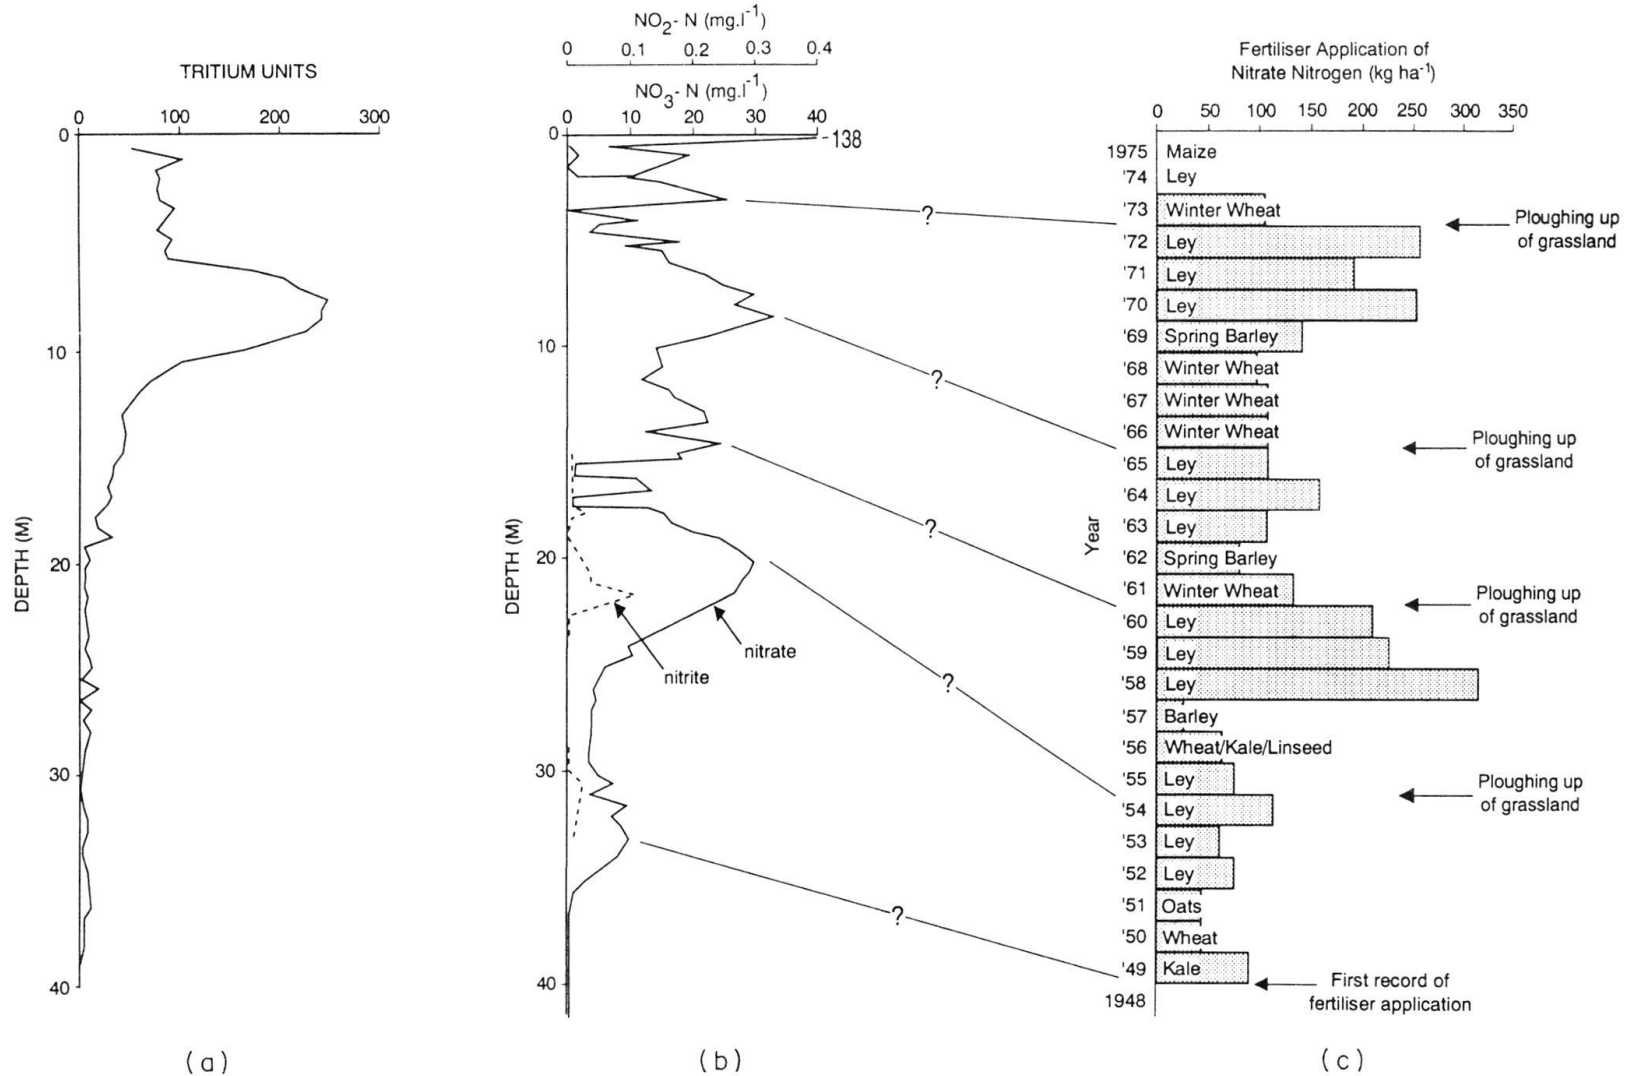 TRITIUM UNITS
0 100 200 300
0
10
20
30
40
DEPTH (M)
(a)
NO2- N (mg.l-1)
0 0.1 0.2 0.3 0.4
NO3- N (mg.l-1)
0 10 20 30 40
138
0
10
20
30
40
DEPTH (M)
nitrate
nitrite
?
?
?
?
?
(b)
Fertiliser Application of
Nitrate Nitrogen (kg ha-1)
0 50 100 150 200 250 300 350
Year
1975 Maize
'74 Ley
'73 Winter Wheat
'72 Ley
'71 Ley
'70 Ley
'69 Spring Barley
'68 Winter Wheat
'67 Winter Wheat
'66 Winter Wheat
'65 Ley
'64 Ley
'63 Ley
'62 Spring Barley
'61 Winter Wheat
'60 Ley
'59 Ley
'58 Ley
'57 Barley
'56 Wheat/Kale/Linseed
'55 Ley
'54 Ley
'53 Ley
'52 Ley
'51 Oats
'50 Wheat
'49 Kale
1948
Ploughing up
of grassland
Ploughing up
of grassland
Ploughing up
of grassland
Ploughing up
of grassland
First record of
fertiliser application
(c)